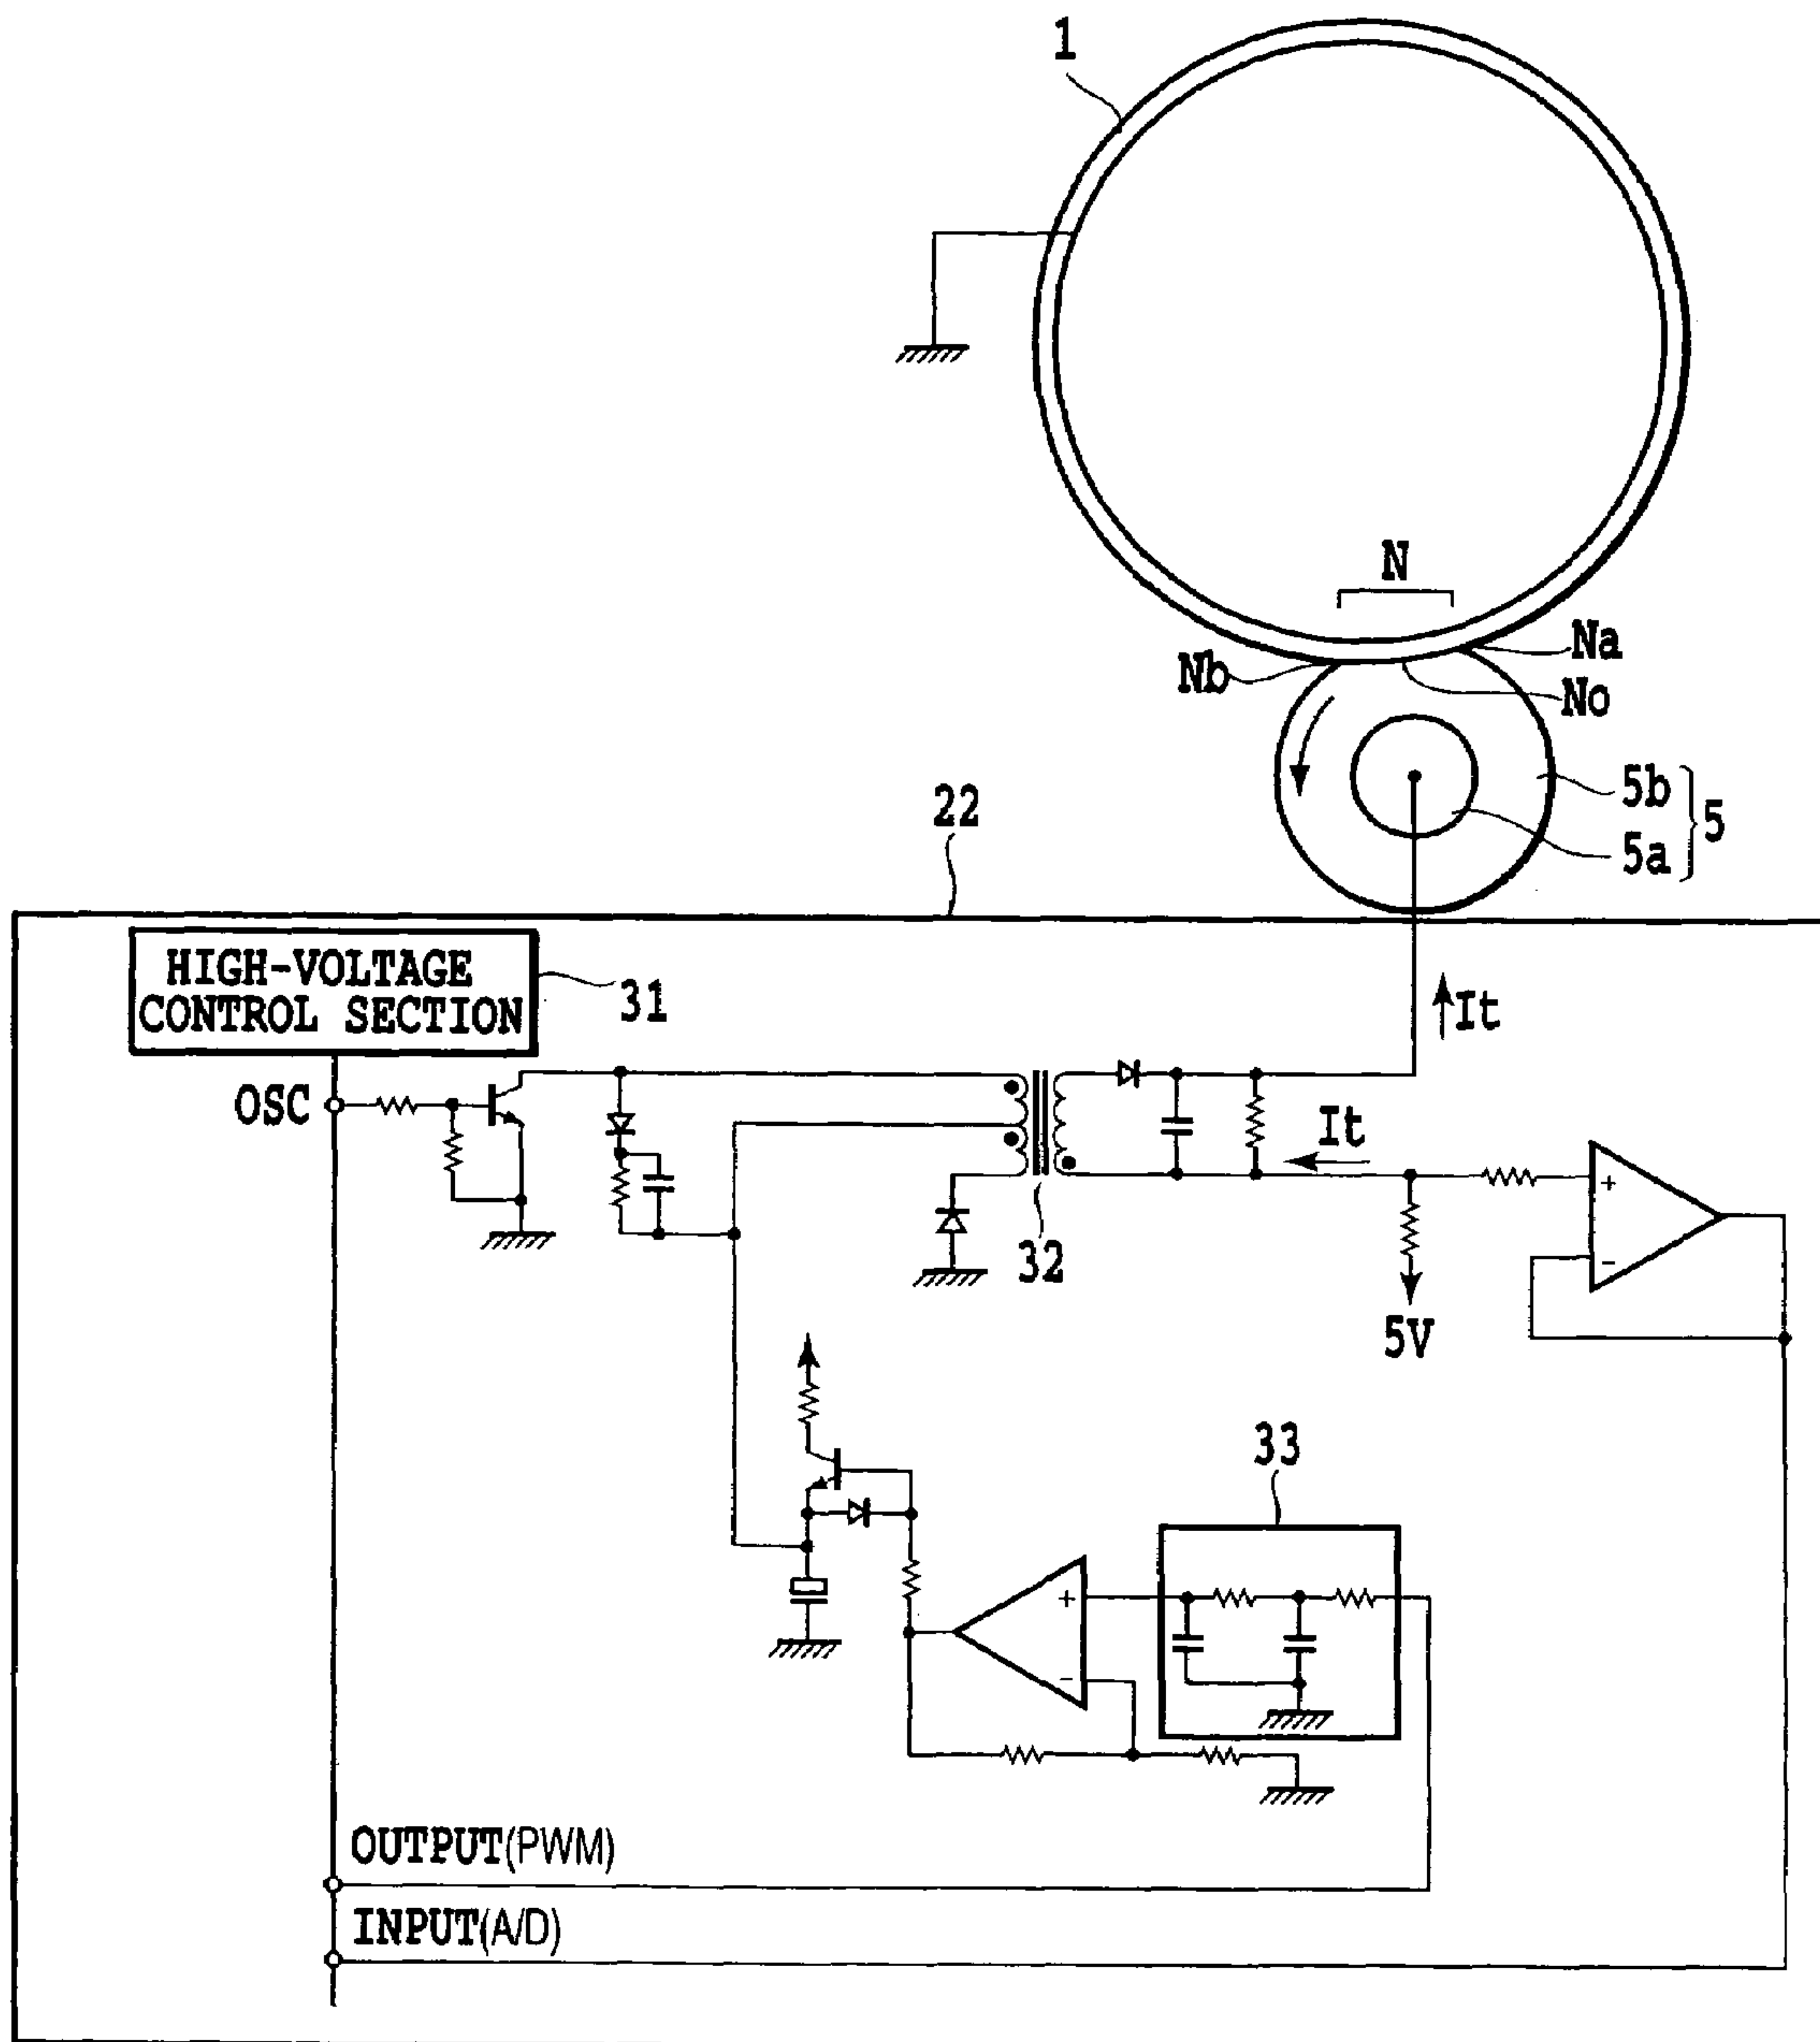 1
N
Na
Nb
No
5b
5
5a
22
HIGH-VOLTAGE
CONTROL SECTION
31
It
OSC
It
+
-
32
5V
33
+
-
OUTPUT(PWM)
INPUT(A/D)